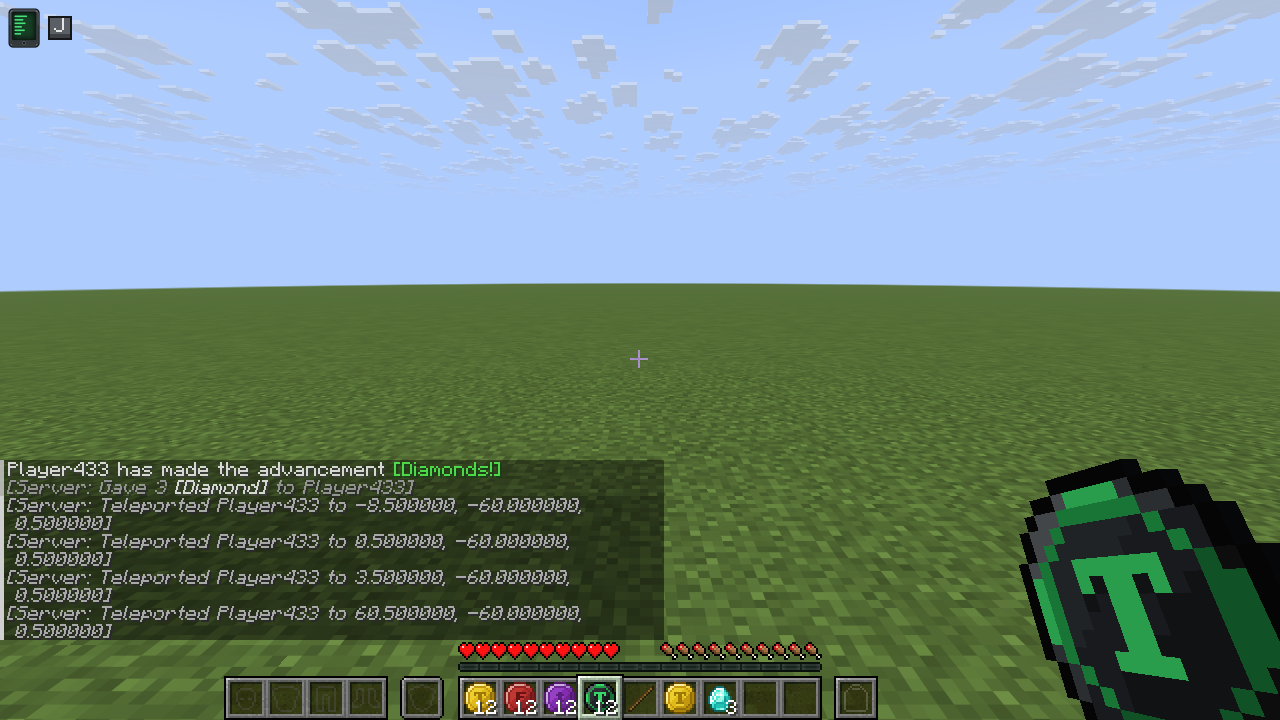 J
Player433 has made the advancement [Diamonds!]
[Server: Gave 3 [Diamond] to Player433]
[Server: Teleported Player433 to -8.500000, -60.000000,
0.500000]
[Server: Teleported Player433 to 0.500000, -60.000000,
0.500000]
[Server: Teleported Player433 to 3.500000, -60.000000,
0.500000]
[Server: Teleported Player433 to 60.500000, -60.000000,
0.500000]
T
T 12 F 12 12 T 12 T 3